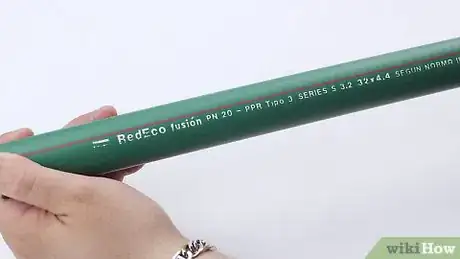 RedEco fusión PN 20 - PPR Tipo 3 SERIES S 3.2 32x4.4 SEGUN NORMA
wikiHow